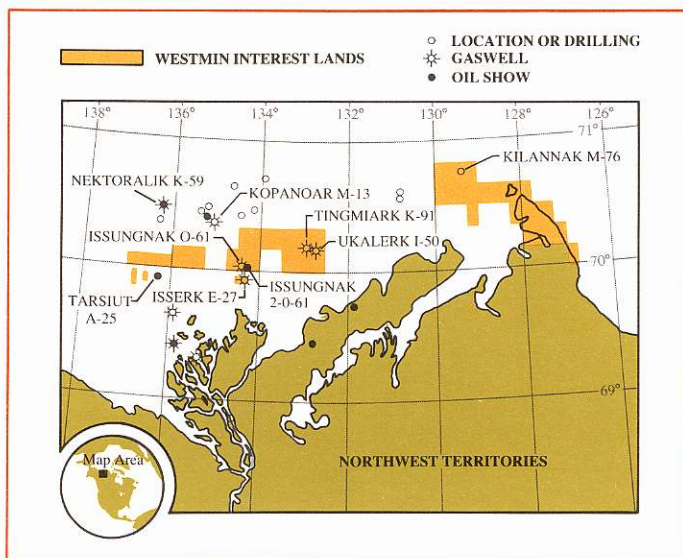 WESTMIN INTEREST LANDS
LOCATION OR DRILLING
GASWELL
OIL SHOW
138° 136° 134° 132° 130° 128° 126°
71°
KILANNAK M-76
NEKTORALIK K-59
KOPANOAR M-13
TINGMIARK K-91
ISSUNGNAK O-61
UKALERK I-50
70°
TARSIUT
A-25
ISSERK E-27
ISSUNGNAK
2-0-61
69°
Map Area
NORTHWEST TERRITORIES